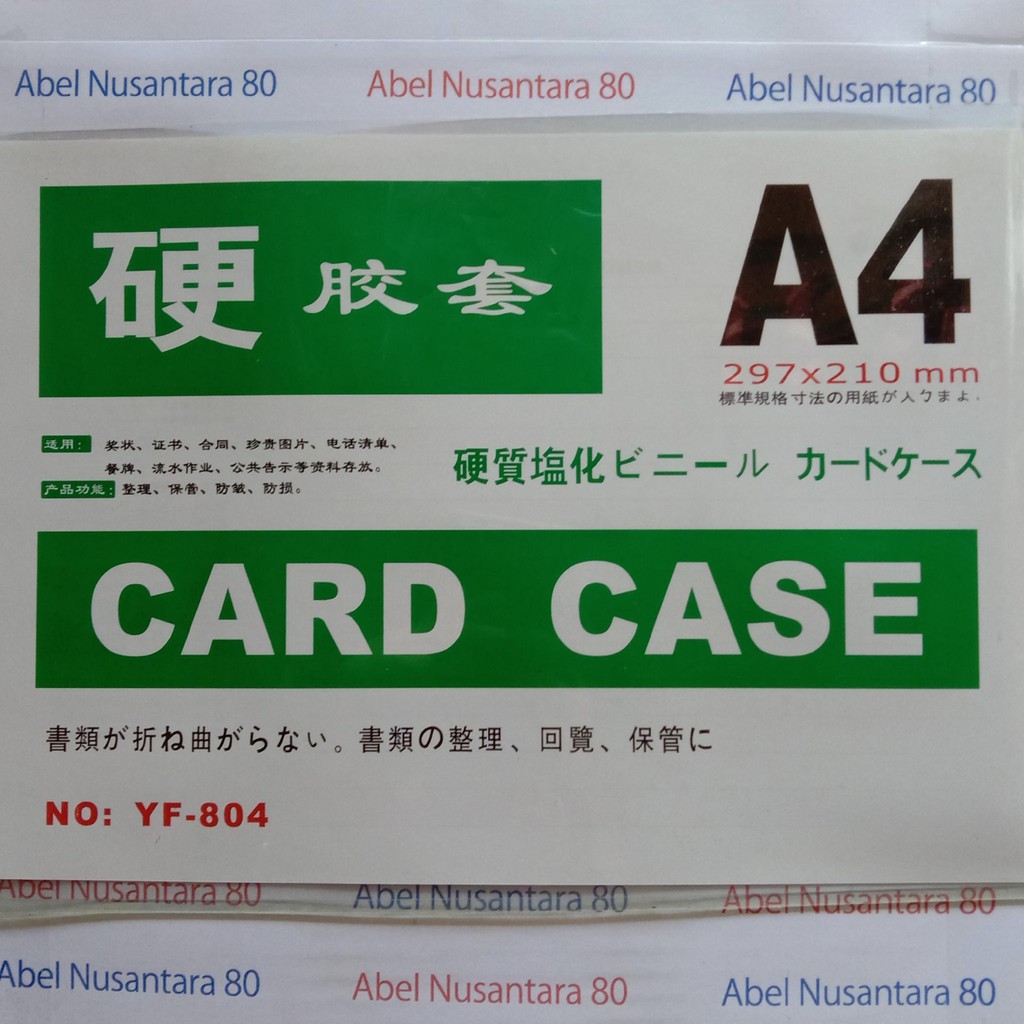 Abel Nusantara 80 Abel Nusantara 80 Abel Nusantara 80
硬胶套
A4
297x210 mm
標準規格寸法の用紙が入りまよ.
适用: 奖状、证书、合同、珍贵图片、电话清单、
餐牌、流水作业、公共告示等资料存放。
产品功能: 整理、保管、防皱、防损。
硬質塩化ビニール カードケース
CARD CASE
書類が折ね曲がらない。書類の整理、回覽、保管に
NO: YF-804
Abel Nusantara 80 Abel Nusantara 80 Abel Nusantara 80
Abel Nusantara 80 Abel Nusantara 80 Abel Nusantara 80